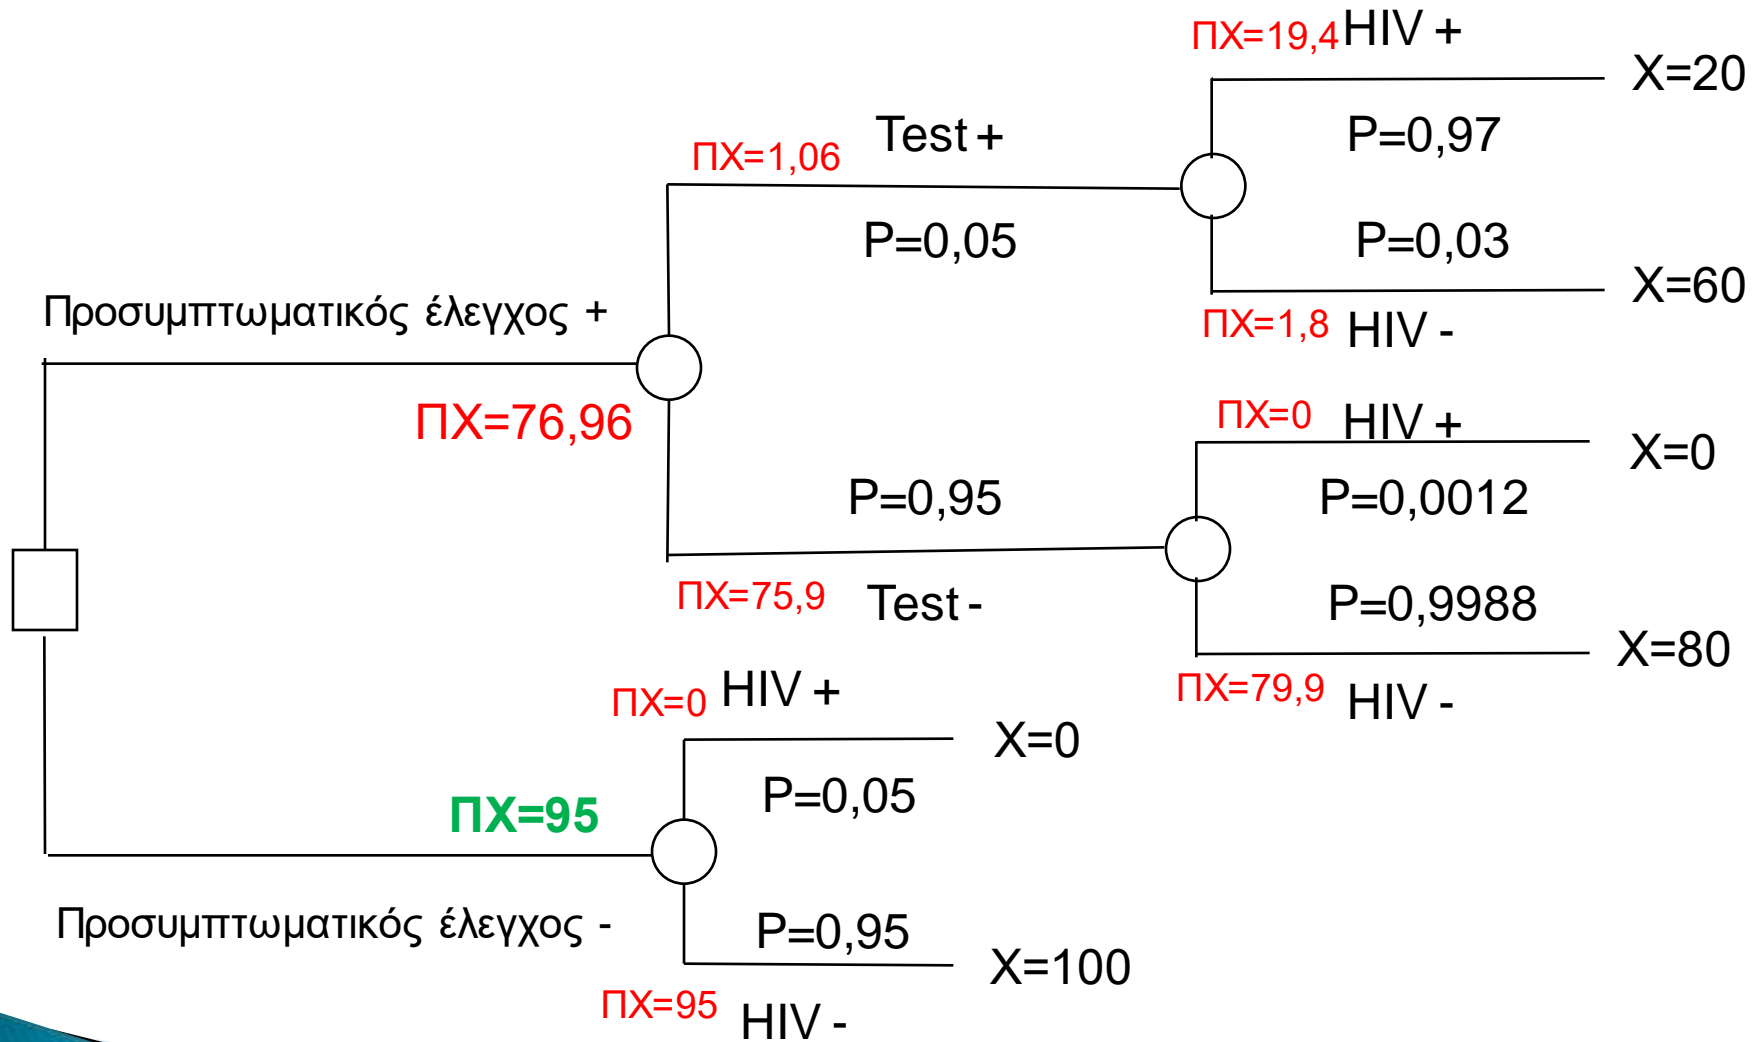 ΠΧ=19,4 HIV +
X=20
P=0,97
Test +
ΠΧ=1,06
P=0,05
P=0,03
X=60
ΠΧ=1,8 HIV -
Προσυμπτωματικός έλεγχος +
ΠΧ=76,96
ΠΧ=0 HIV +
X=0
P=0,95
P=0,0012
ΠΧ=75,9 Test -
P=0,9988
X=80
ΠΧ=79,9 HIV -
ΠΧ=0 HIV +
X=0
P=0,05
ΠΧ=95
Προσυμπτωματικός έλεγχος -
P=0,95
X=100
ΠΧ=95 HIV -